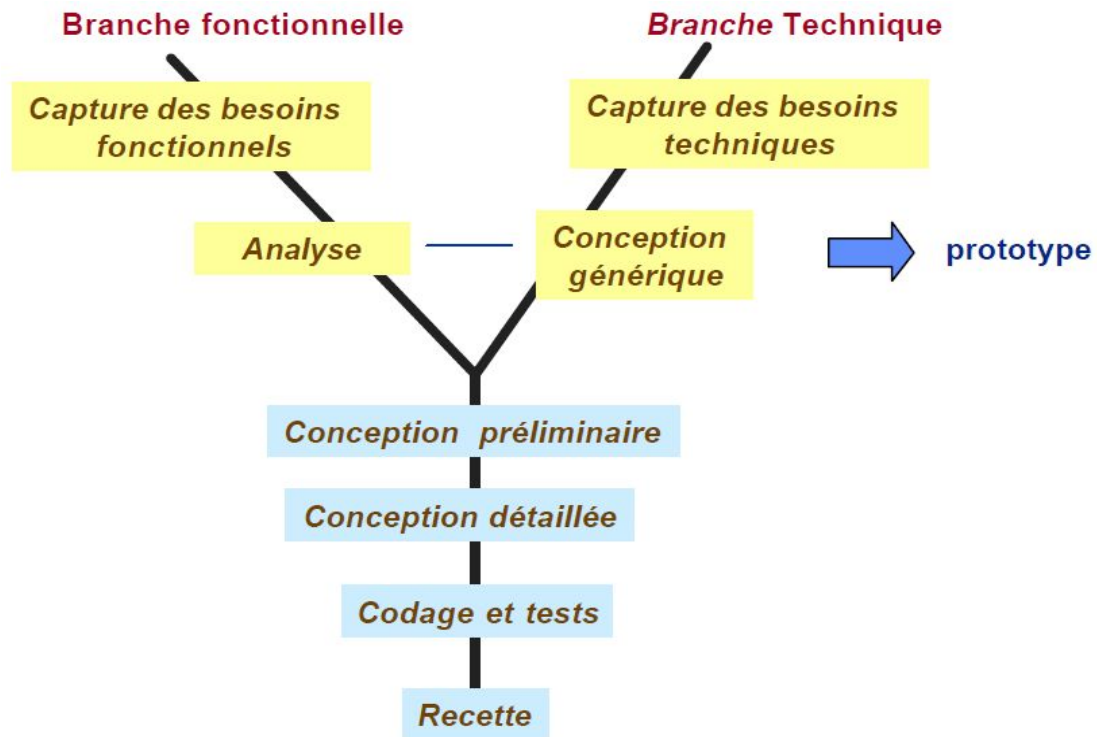 Branche fonctionnelle
Branche Technique
Capture des besoins
fonctionnels
Capture des besoins
techniques
Analyse
Conception
générique
prototype
Conception préliminaire
Conception détaillée
Codage et tests
Recette